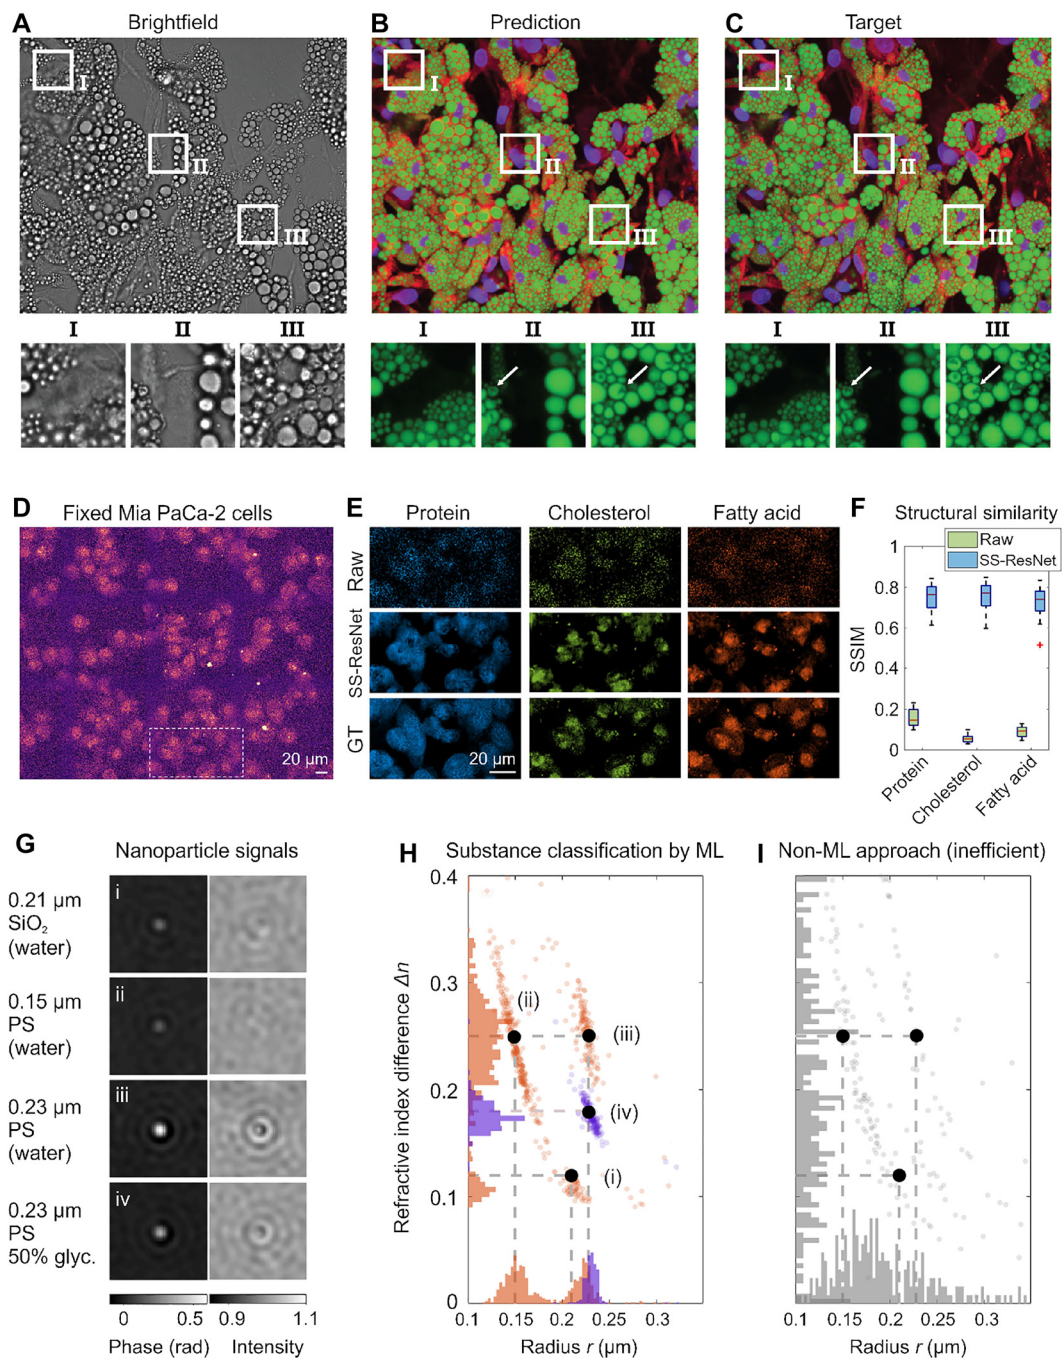 A Brightfield
B Prediction
C Target
I
II
III
I
II
III
I
II
III
I II III
I II III
I II III
D Fixed Mia PaCa-2 cells
20 µm
E Protein Cholesterol Fatty acid
Raw
SS-ResNet
GT
20 µm
F Structural similarity
Raw
SS-ResNet
SSIM
1
0.8
0.6
0.4
0.2
0
Protein
Cholesterol
Fatty acid
G Nanoparticle signals
0.21 µm
SiO₂
(water)
i
0.15 µm
PS
(water)
ii
0.23 µm
PS
(water)
iii
0.23 µm
PS
50% glyc.
iv
0 0.5 0.9 1.1
Phase (rad) Intensity
H Substance classification by ML
Refractive index difference Δn
0.4
0.3
0.2
0.1
0
(ii)
(iii)
(iv)
(i)
0.1 0.15 0.2 0.25 0.3
Radius r (µm)
I Non-ML approach (inefficient)
0.1 0.15 0.2 0.25 0.3
Radius r (µm)